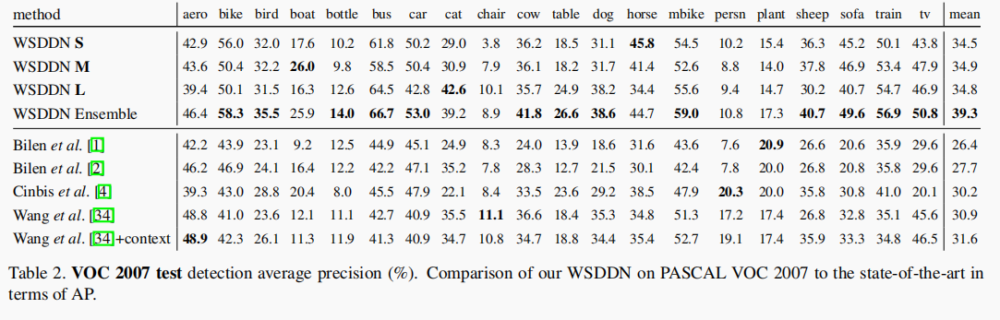 method aero bike bird boat bottle bus car cat chair cow table dog horse mbike persn plant sheep sofa train tv mean
WSDDN S 42.9 56.0 32.0 17.6 10.2 61.8 50.2 29.0 3.8 36.2 18.5 31.1 45.8 54.5 10.2 15.4 36.3 45.2 50.1 43.8 34.5
WSDDN M 43.6 50.4 32.2 26.0 9.8 58.5 50.4 30.9 7.9 36.1 18.2 31.7 41.4 52.6 8.8 14.0 37.8 46.9 53.4 47.9 34.9
WSDDN L 39.4 50.1 31.5 16.3 12.6 64.5 42.8 42.6 10.1 35.7 24.9 38.2 34.4 55.6 9.4 14.7 30.2 40.7 54.7 46.9 34.8
WSDDN Ensemble 46.4 58.3 35.5 25.9 14.0 66.7 53.0 39.2 8.9 41.8 26.6 38.6 44.7 59.0 10.8 17.3 40.7 49.6 56.9 50.8 39.3
Bilen et al. [1] 42.2 43.9 23.1 9.2 12.5 44.9 45.1 24.9 8.3 24.0 13.9 18.6 31.6 43.6 7.6 20.9 26.6 20.6 35.9 29.6 26.4
Bilen et al. [2] 46.2 46.9 24.1 16.4 12.2 42.2 47.1 35.2 7.8 28.3 12.7 21.5 30.1 42.4 7.8 20.0 26.8 20.8 35.8 29.6 27.7
Cinbis et al. [4] 39.3 43.0 28.8 20.4 8.0 45.5 47.9 22.1 8.4 33.5 23.6 29.2 38.5 47.9 20.3 20.0 35.8 30.8 41.0 20.1 30.2
Wang et al. [34] 48.8 41.0 23.6 12.1 11.1 42.7 40.9 35.5 11.1 36.6 18.4 35.3 34.8 51.3 17.2 17.4 26.8 32.8 35.1 45.6 30.9
Wang et al. [34]+context 48.9 42.3 26.1 11.3 11.9 41.3 40.9 34.7 10.8 34.7 18.8 34.4 35.4 52.7 19.1 17.4 35.9 33.3 34.8 46.5 31.6
Table 2. VOC 2007 test detection average precision (%). Comparison of our WSDDN on PASCAL VOC 2007 to the state-of-the-art in
terms of AP.